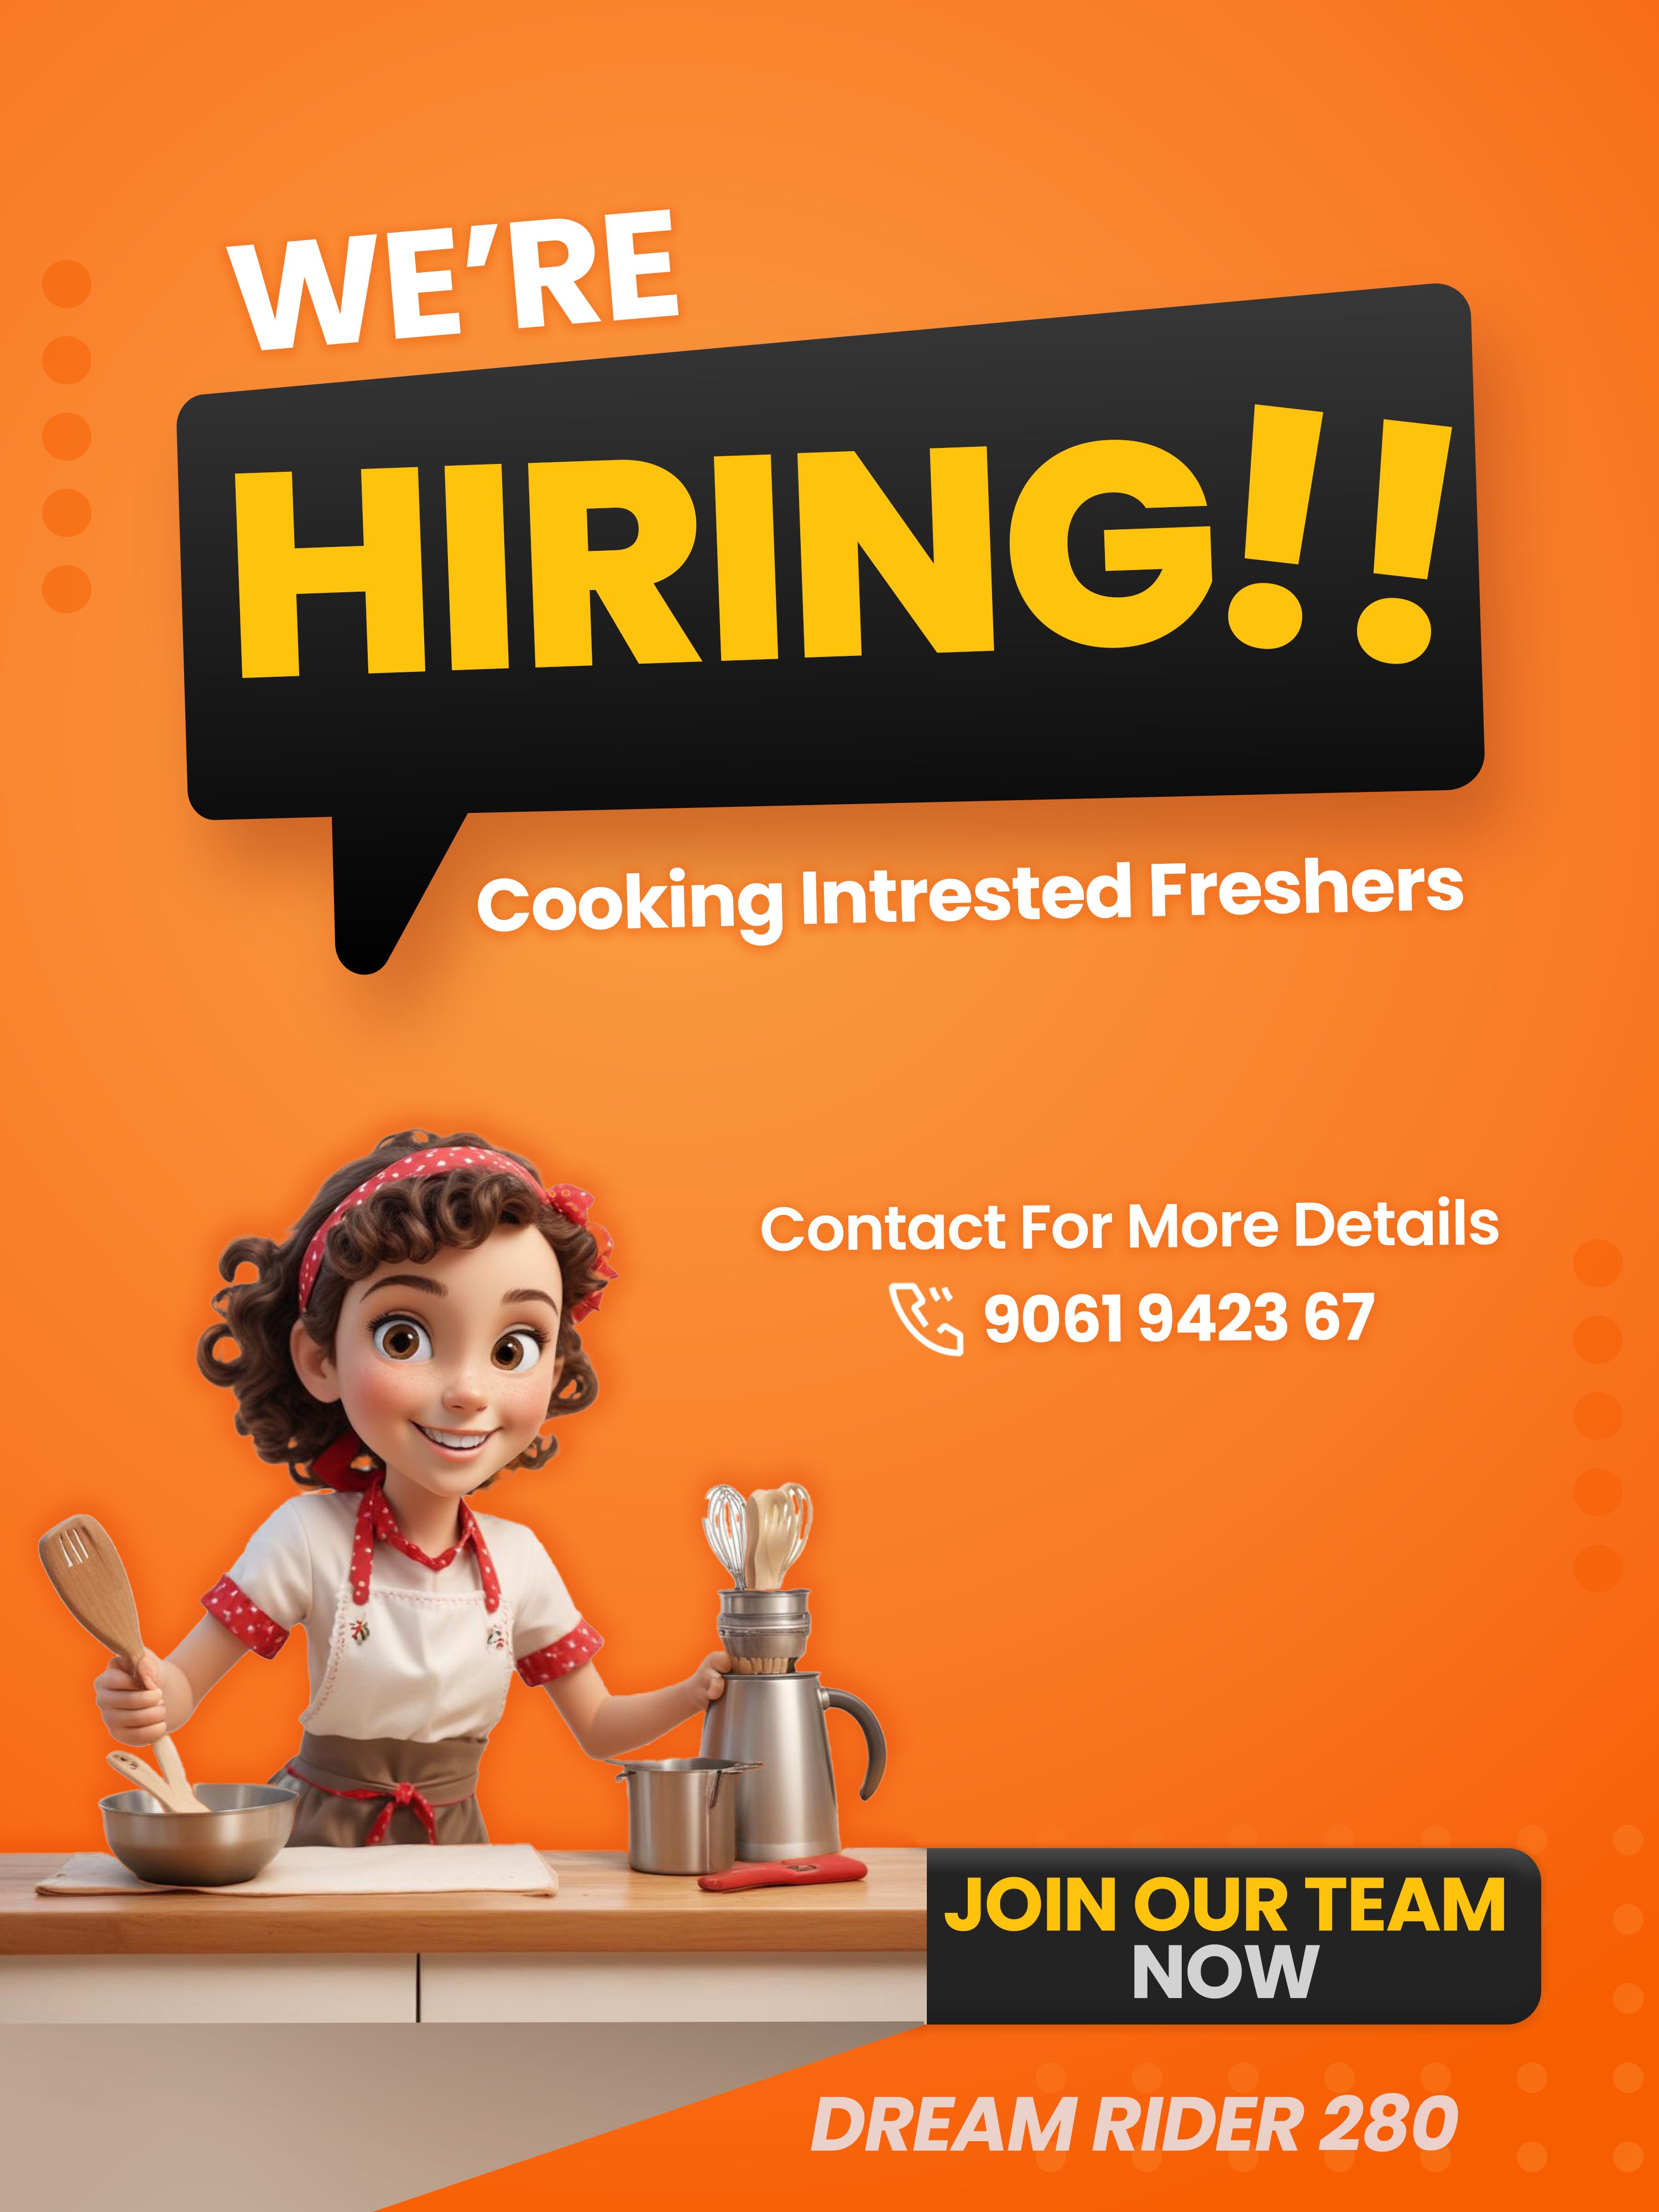 WE'RE
HIRING!!
Cooking Intrested Freshers
Contact For More Details
9061 9423 67
JOIN OUR TEAM
NOW
DREAM RIDER 280